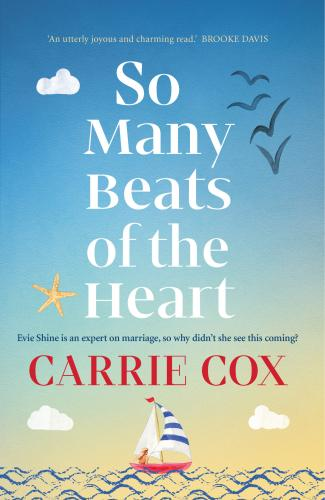 'An utterly joyous and charming read.' BROOKE DAVIS
So
Many
Beats
of the
Heart
Evie Shine is an expert on marriage, so why didn't she see this coming?
CARRIE COX